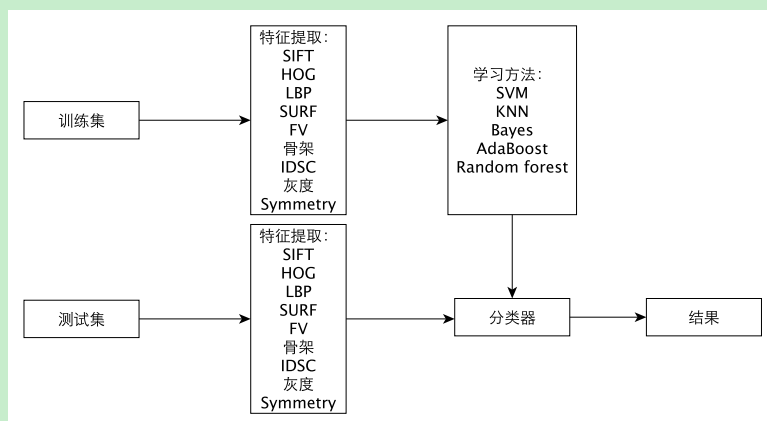 训练集
特征提取：
SIFT
HOG
LBP
SURF
FV
骨架
IDSC
灰度
Symmetry
学习方法：
SVM
KNN
Bayes
AdaBoost
Random forest
测试集
特征提取：
SIFT
HOG
LBP
SURF
FV
骨架
IDSC
灰度
Symmetry
分类器
结果